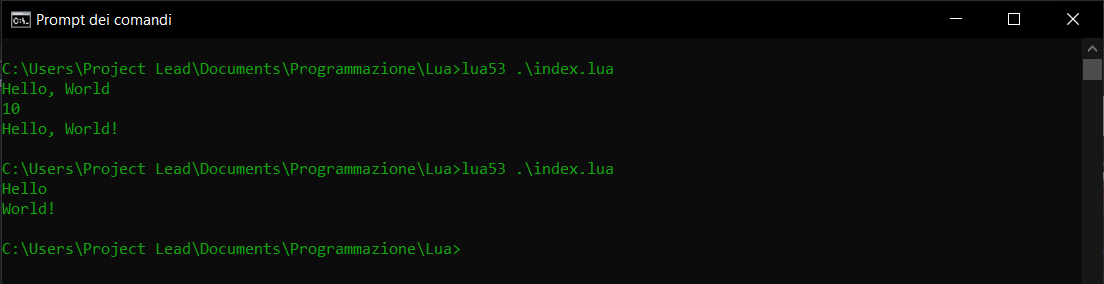 Prompt dei comandi
C:\Users\Project Lead\Documents\Programmazione\Lua>lua53 .\index.lua
Hello, World
10
Hello, World!
C:\Users\Project Lead\Documents\Programmazione\Lua>lua53 .\index.lua
Hello
World!
C:\Users\Project Lead\Documents\Programmazione\Lua>